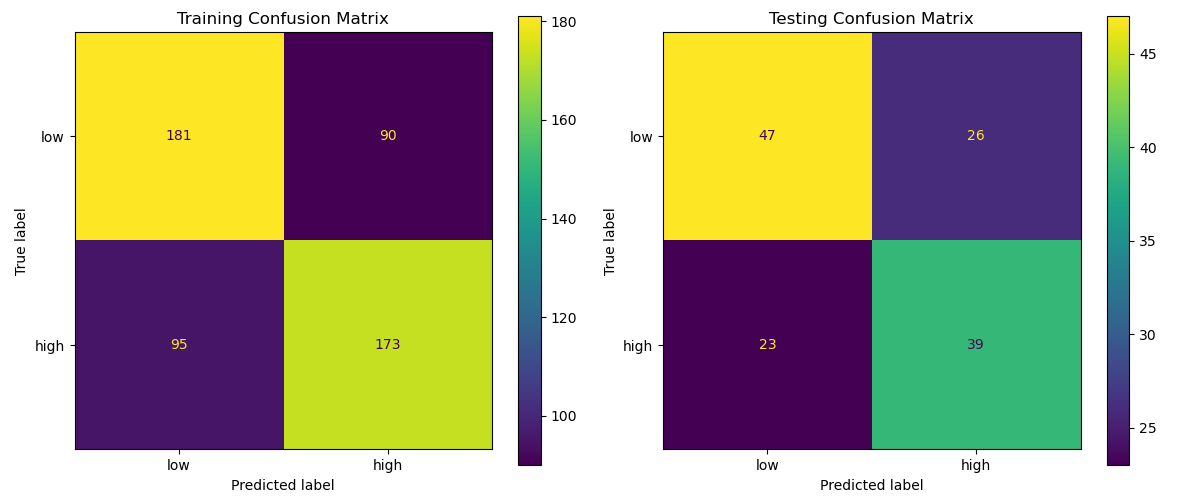 Training Confusion Matrix
True label
low
high
181
90
95
173
low
high
Predicted label
180
160
140
120
100
Testing Confusion Matrix
True label
low
high
47
26
23
39
low
high
Predicted label
45
40
35
30
25